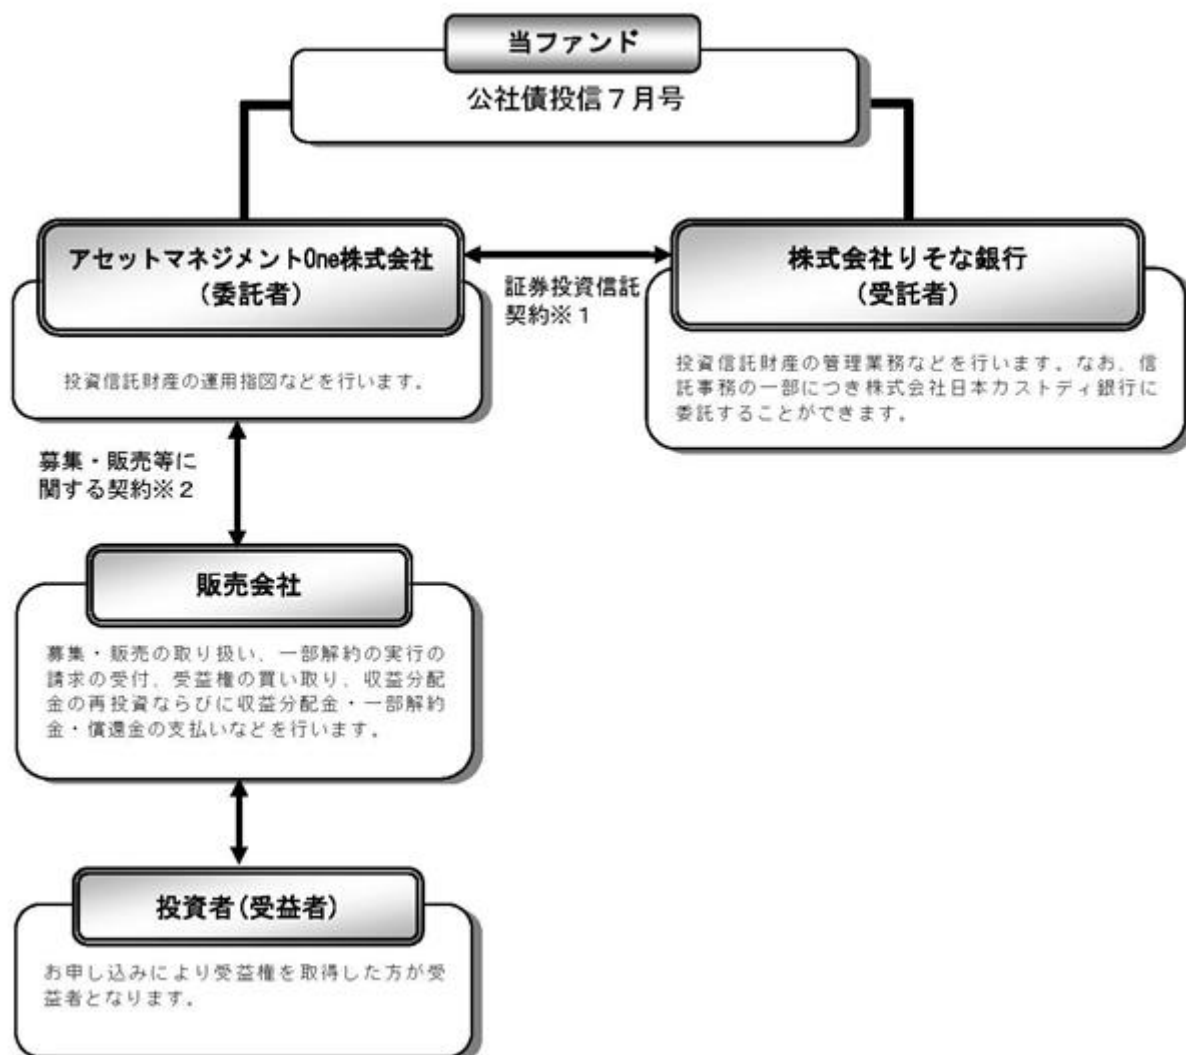 当ファンド
公社債投信７月号
アセットマネジメントOne株式会社
（委託者）
投資信託財産の運用指図などを行います。
証券投資信託
契約※１
株式会社りそな銀行
（受託者）
投資信託財産の管理業務などを行います。なお、信
託事務の一部につき株式会社日本カストディ銀行に
委託することができます。
募集・販売等に
関する契約※２
販売会社
募集・販売の取り扱い、一部解約の実行の
請求の受付、受益権の買い取り、収益分配
金の再投資ならびに収益分配金・一部解約
金・償還金の支払いなどを行います。
投資者(受益者)
お申し込みにより受益権を取得した方が受
益者となります。